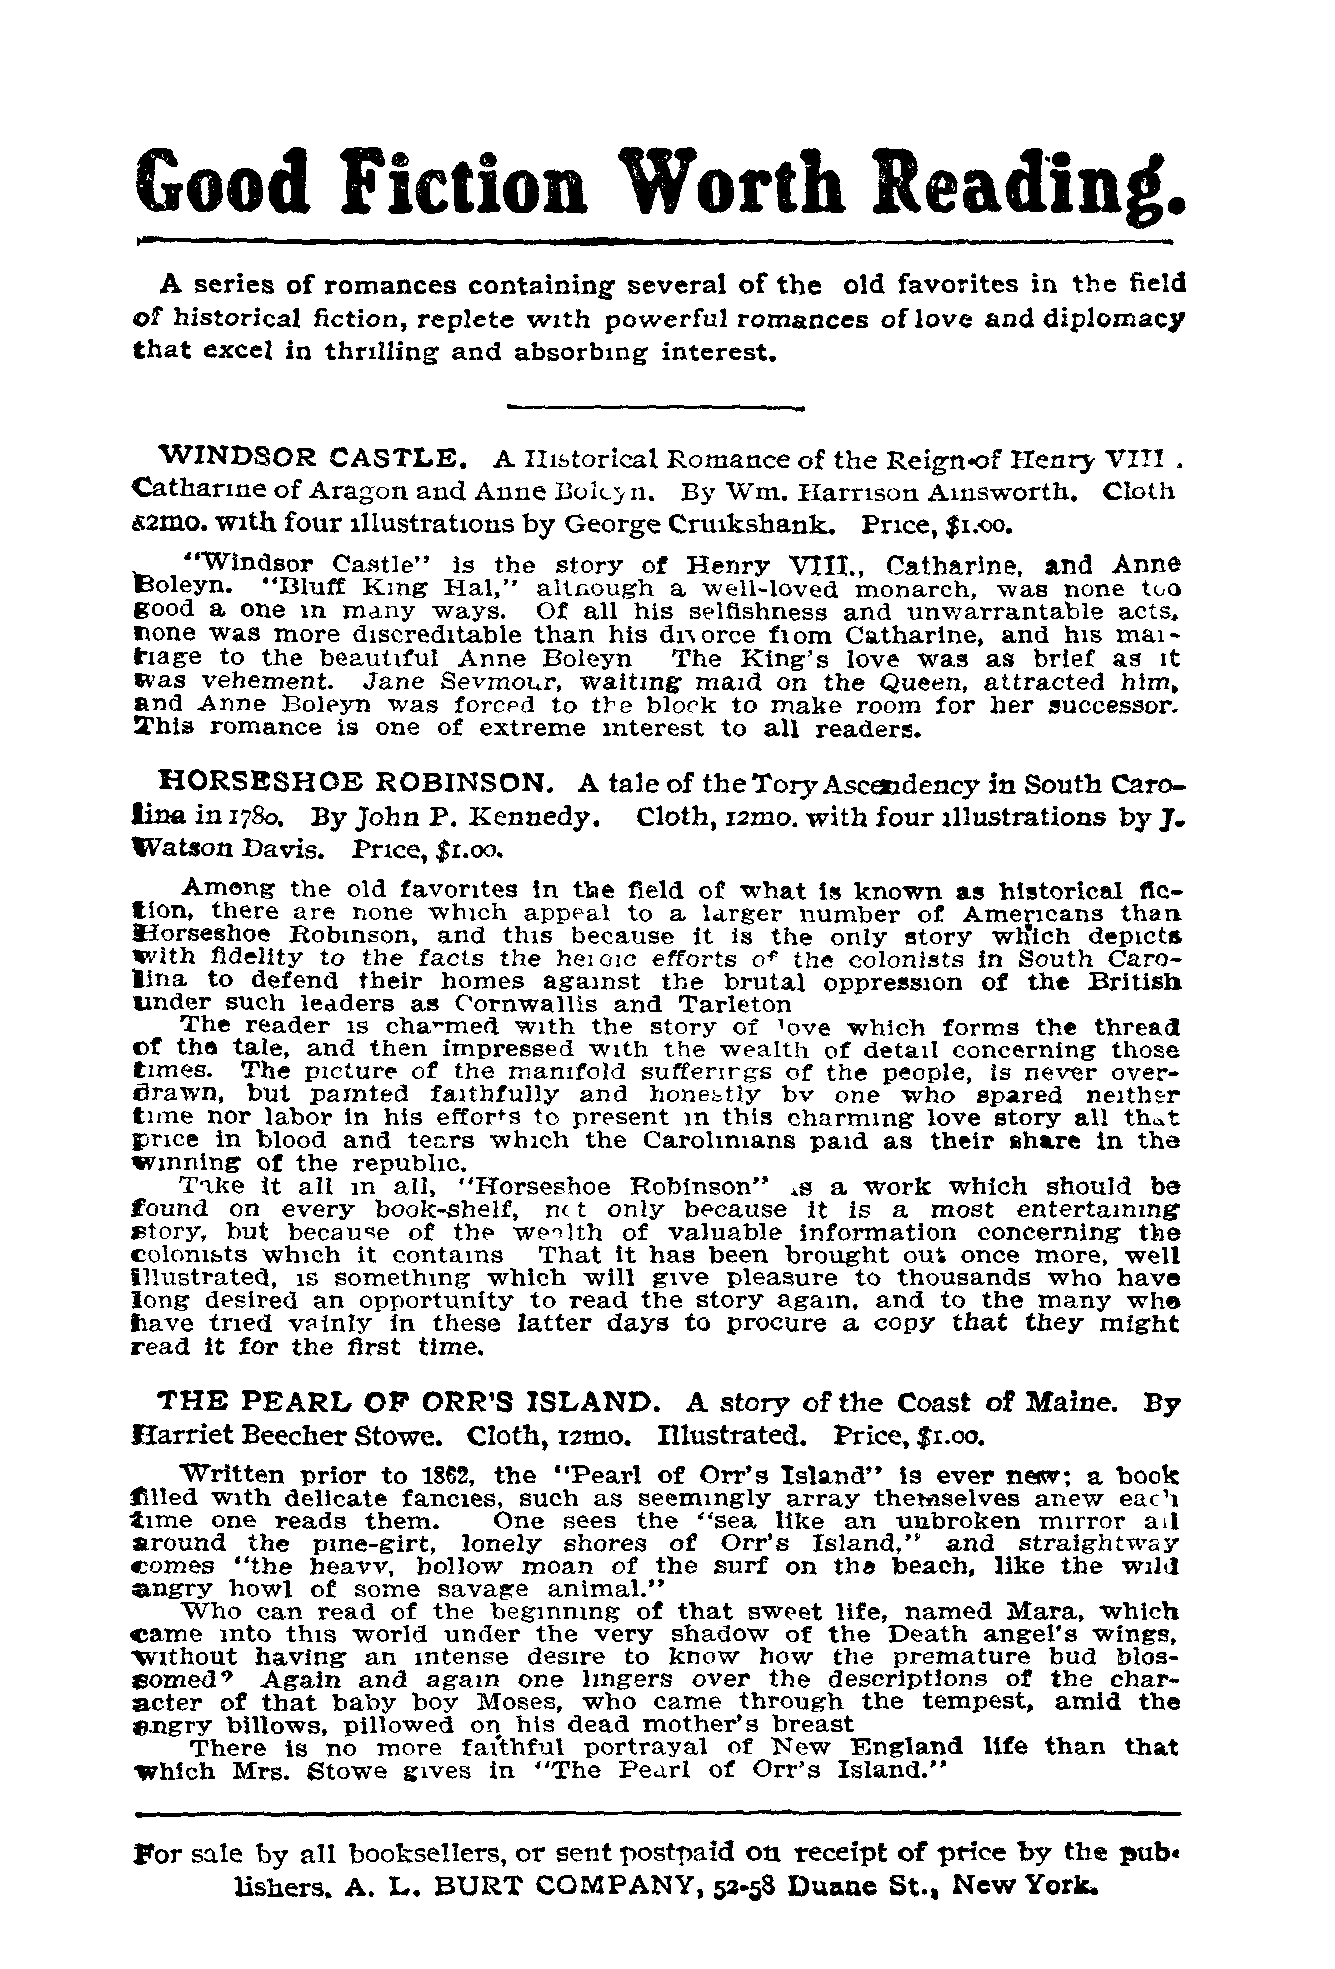 Good Fiction Worth Reading.
A series of romances containing several of the old favorites in the field
of historical fiction, replete with powerful romances of love and diplomacy
that excel in thrilling and absorbing interest.
WINDSOR CASTLE. A Historical Romance of the Reign of Henry VIII.
Catharine of Aragon and Anne Boleyn. By Wm. Harrison Ainsworth. Cloth
12mo. with four illustrations by George Cruikshank. Price, $1.00.
"Windsor Castle" is the story of Henry VIII., Catharine, and Anne
Boleyn. "Bluff King Hal," although a well-loved monarch, was none too
good a one in many ways. Of all his selfishness and unwarrantable acts,
none was more discreditable than his divorce from Catharine, and his mar-
riage to the beautiful Anne Boleyn The King's love was as brief as it
was vehement. Jane Seymour, waiting maid on the Queen, attracted him,
and Anne Boleyn was forced to the block to make room for her successor.
This romance is one of extreme interest to all readers.
HORSESHOE ROBINSON. A tale of the Tory Ascendency in South Caro-
lina in 1780. By John P. Kennedy. Cloth, 12mo. with four illustrations by J.
Watson Davis. Price, $1.00.
Among the old favorites in the field of what is known as historical fic-
tion, there are none which appeal to a larger number of Americans than
Horseshoe Robinson, and this because it is the only story which depicts
with fidelity to the facts the heroic efforts of the colonists in South Caro-
lina to defend their homes against the brutal oppression of the British
under such leaders as Cornwallis and Tarleton
The reader is charmed with the story of love which forms the thread
of the tale, and then impressed with the wealth of detail concerning those
times. The picture of the manifold sufferings of the people, is never over-
drawn, but painted faithfully and honestly by one who spared neither
time nor labor in his efforts to present in this charming love story all that
price in blood and tears which the Carolinians paid as their share in the
winning of the republic.
Take it all in all, "Horseshoe Robinson" is a work which should be
found on every book-shelf, not only because it is a most entertaining
story, but because of the wealth of valuable information concerning the
colonists which it contains That it has been brought out once more, well
illustrated, is something which will give pleasure to thousands who have
long desired an opportunity to read the story again, and to the many who
have tried vainly in these latter days to procure a copy that they might
read it for the first time.
THE PEARL OF ORR'S ISLAND. A story of the Coast of Maine. By
Harriet Beecher Stowe. Cloth, 12mo. Illustrated. Price, $1.00.
Written prior to 1862, the "Pearl of Orr's Island" is ever new; a book
filled with delicate fancies, such as seemingly array themselves anew each
time one reads them. One sees the "sea like an unbroken mirror all
around the pine-girt, lonely shores of Orr's Island," and straightway
comes "the heavy, hollow moan of the surf on the beach, like the wild
angry howl of some savage animal."
Who can read of the beginning of that sweet life, named Mara, which
came into this world under the very shadow of the Death angel's wings,
without having an intense desire to know how the premature bud blos-
somed? Again and again one lingers over the descriptions of the char-
acter of that baby boy Moses, who came through the tempest, amid the
angry billows, pillowed on his dead mother's breast
There is no more faithful portrayal of New England life than that
which Mrs. Stowe gives in "The Pearl of Orr's Island."
For sale by all booksellers, or sent postpaid on receipt of price by the pub-
lishers, A. L. BURT COMPANY, 52-58 Duane St., New York.